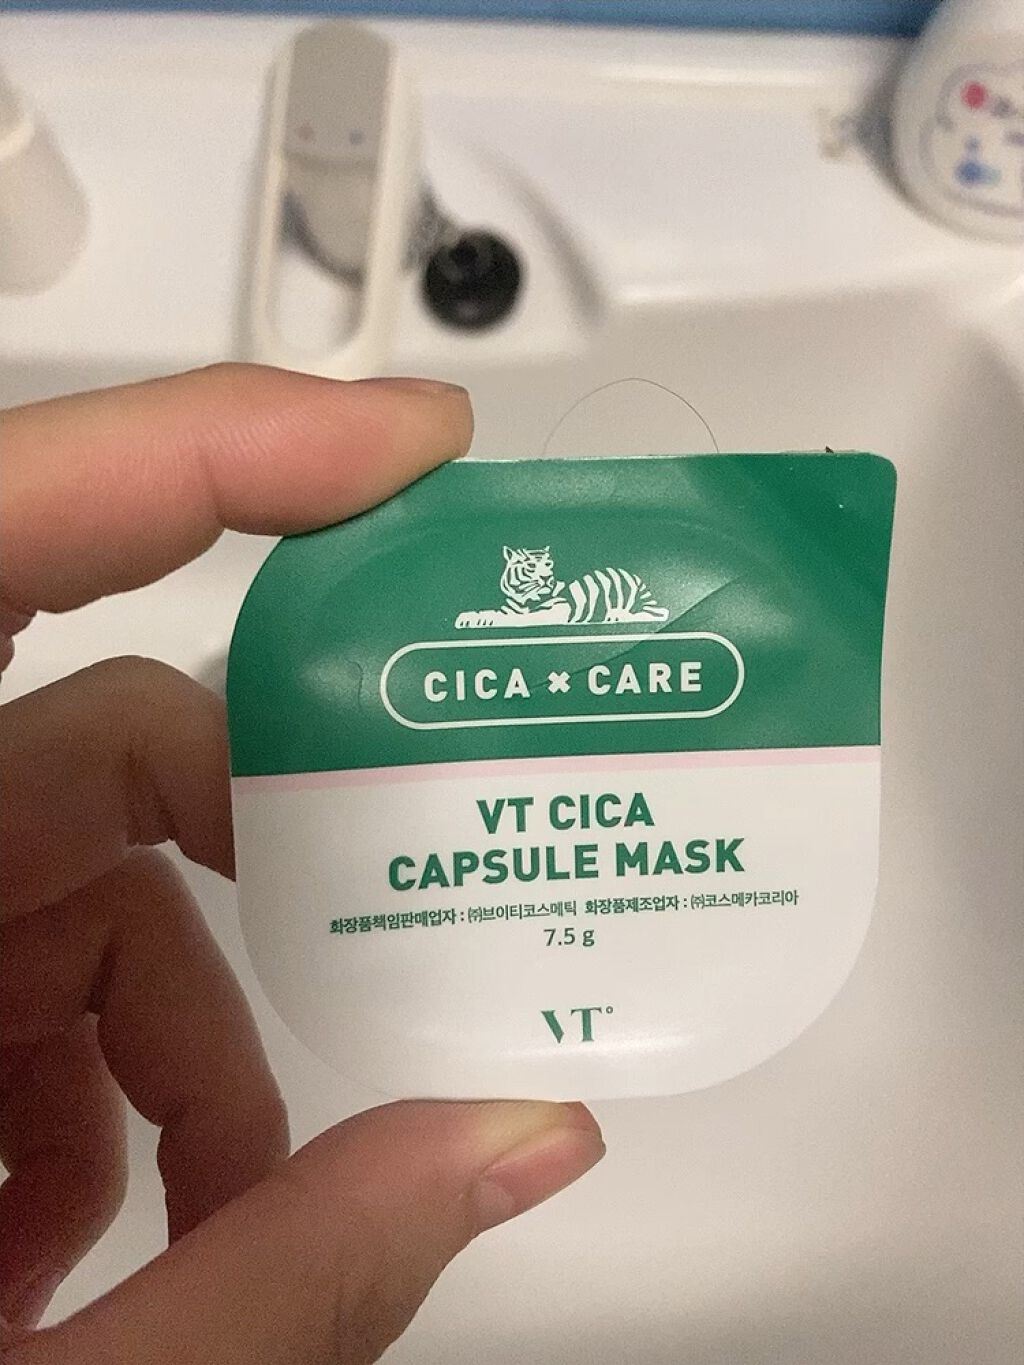 CICA × CARE
VT CICA
CAPSULE MASK
화장품책임판매업자 : ㈜브이티코스메틱 화장품제조업자 : ㈜코스메카코리아
7.5 g
VT°